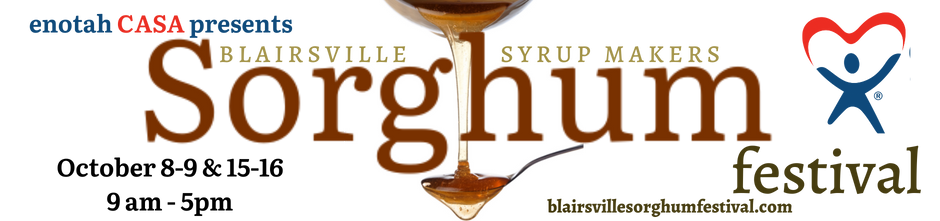 enotah CASA presents
BLAIRSVILLE SYRUP MAKERS
Sorghum
festival
October 8-9 & 15-16
9 am - 5pm
blairsvillesorghumfestival.com
®